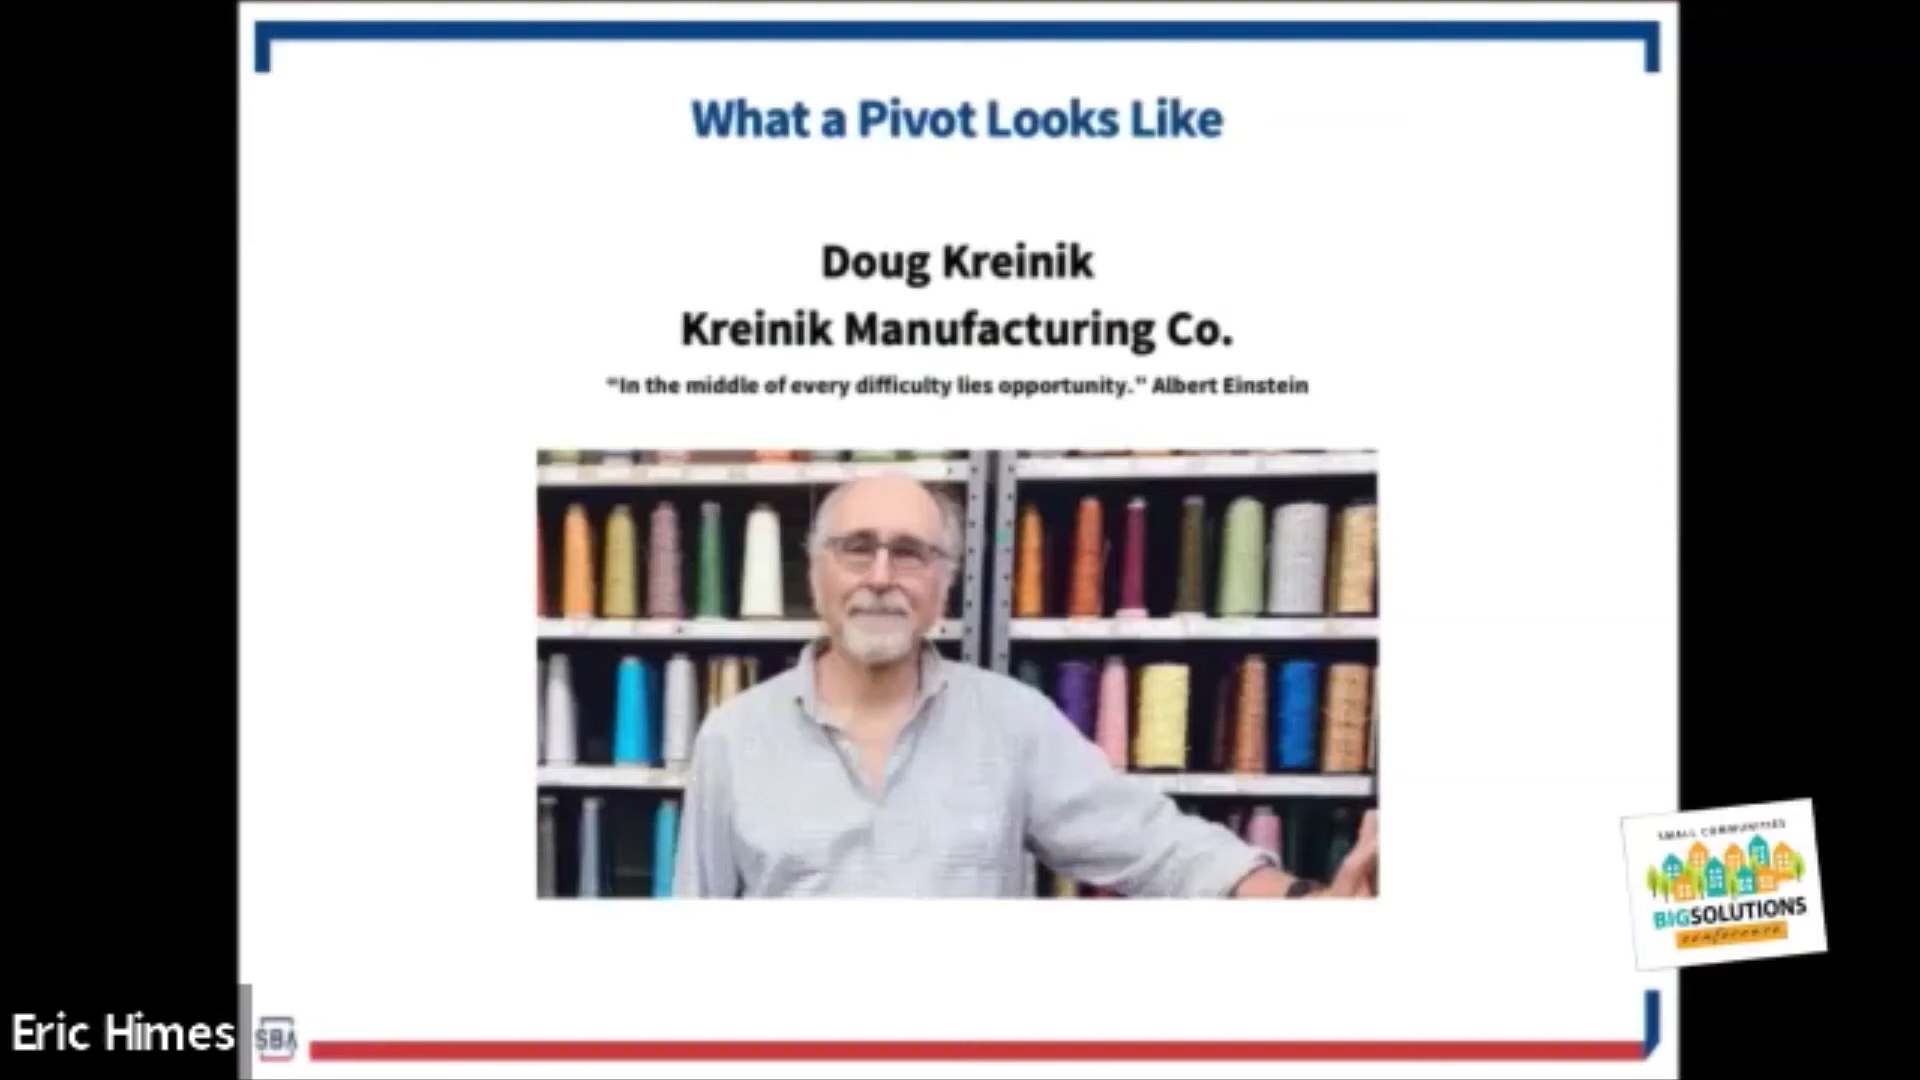 What a Pivot Looks Like
Doug Kreinik
Kreinik Manufacturing Co.
"In the middle of every difficulty lies opportunity." Albert Einstein
SMALL COMMUNITIES
BIGSOLUTIONS
conference
Eric Himes
SBA